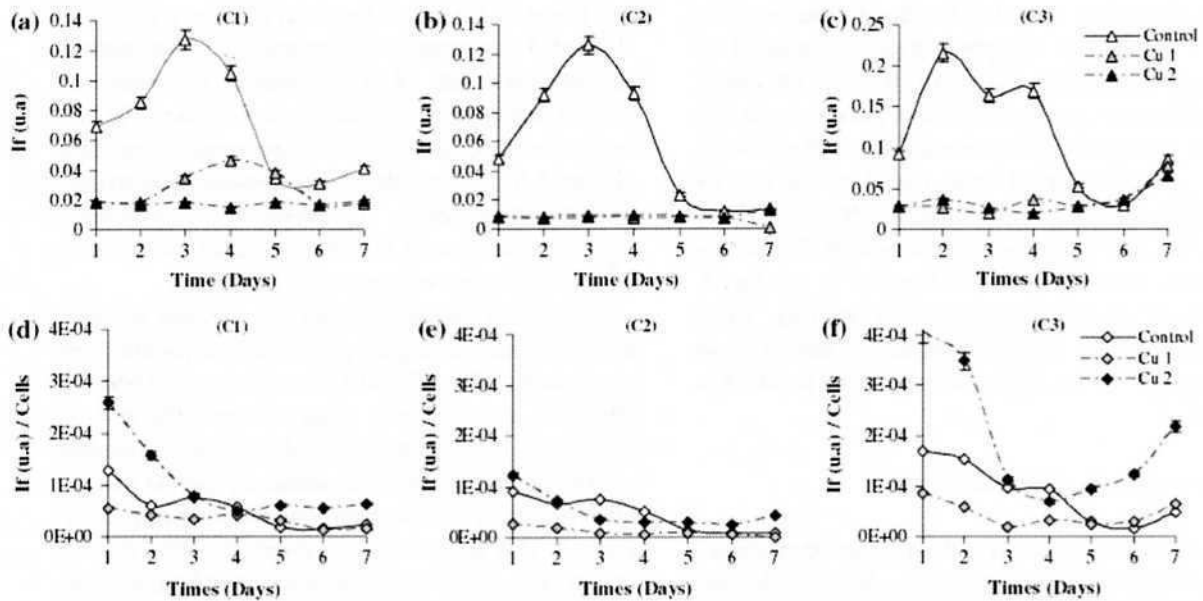 (a) (C1) (b) (C2) (c) (C3)
If (u.a)
0.14
0.12
0.1
0.08
0.06
0.04
0.02
0
1 2 3 4 5 6 7
Time (Days)
If (u.a)
0.14
0.12
0.1
0.08
0.06
0.04
0.02
0
1 2 3 4 5 6 7
Time (Days)
If (u.a)
0.25
0.2
0.15
0.1
0.05
0
1 2 3 4 5 6 7
Times (Days)
Control
Cu 1
Cu 2
(d) (C1) (e) (C2) (f) (C3)
If (u.a) / Cells
4E-04
3E-04
2E-04
1E-04
0E+00
1 2 3 4 5 6 7
Times (Days)
If (u.a) / Cells
4E-04
3E-04
2E-04
1E-04
0E+00
1 2 3 4 5 6 7
Times (Days)
If (u.a) / Cells
4E-04
3E-04
2E-04
1E-04
0E+00
1 2 3 4 5 6 7
Times (Days)
Control
Cu 1
Cu 2